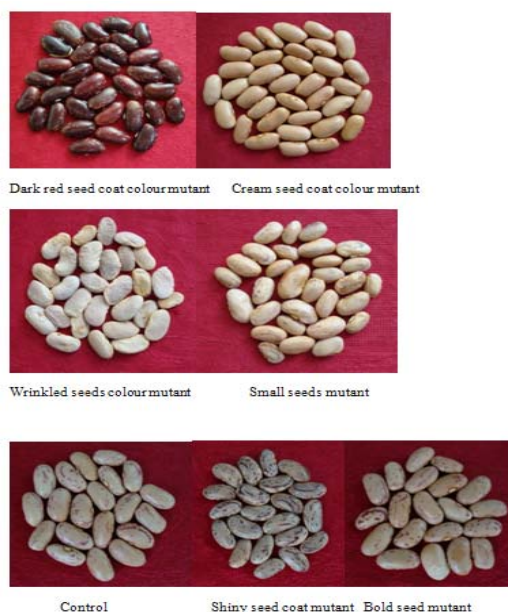 Dark red seed coat colour mutant Cream seed coat colour mutant
Wrinkled seeds colour mutant Small seeds mutant
Control Shiny seed coat mutant Bold seed mutant